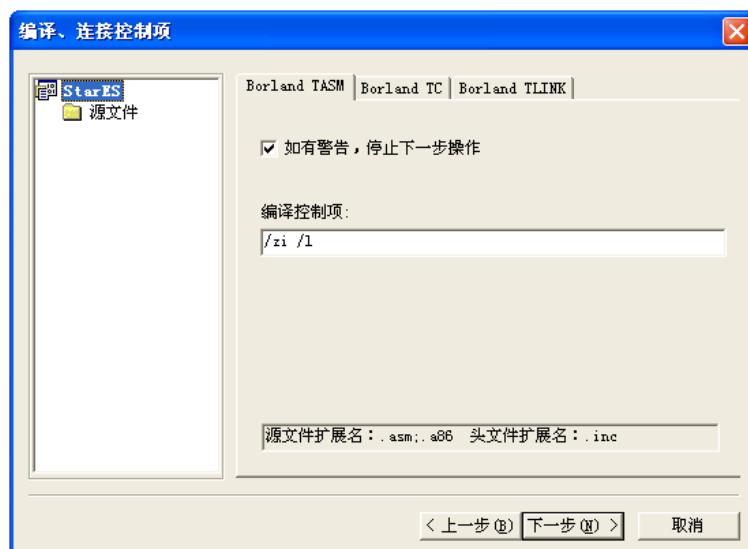 编译、连接控制项
StarES
源文件
Borland TASM
Borland TC
Borland TLINK
如有警告，停止下一步操作
编译控制项:
/zi /l
源文件扩展名：.asm;.a86 头文件扩展名：.inc
< 上一步(B)
下一步(N) >
取消